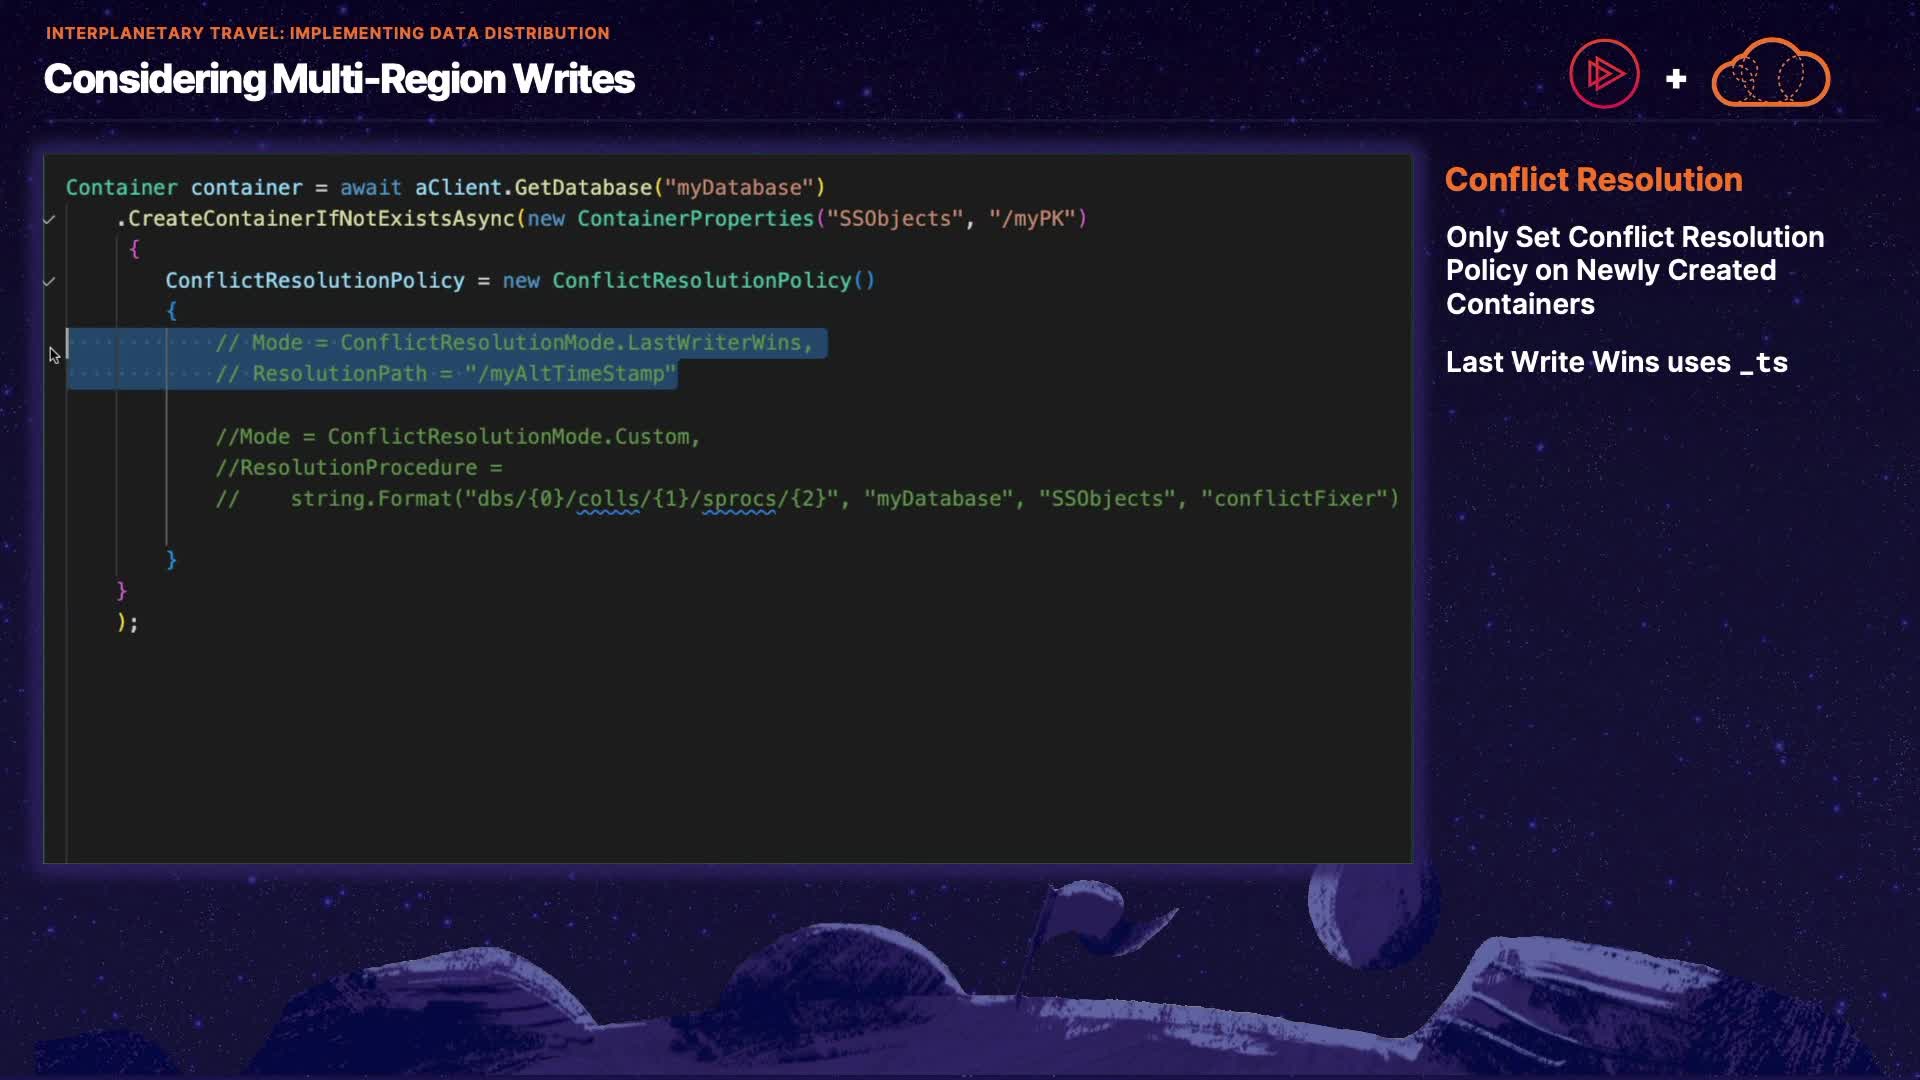 INTERPLANETARY TRAVEL: IMPLEMENTING DATA DISTRIBUTION
Considering Multi-Region Writes
+
Container container = await aClient.GetDatabase("myDatabase")
.CreateContainerIfNotExistsAsync(new ContainerProperties("SSObjects", "/myPK")
{
ConflictResolutionPolicy = new ConflictResolutionPolicy()
{
// Mode = ConflictResolutionMode.LastWriterWins,
// ResolutionPath = "/myAltTimeStamp"
//Mode = ConflictResolutionMode.Custom,
//ResolutionProcedure =
//    string.Format("dbs/{0}/colls/{1}/sprocs/{2}", "myDatabase", "SSObjects", "conflictFixer")
}
}
);
Conflict Resolution
Only Set Conflict Resolution
Policy on Newly Created
Containers
Last Write Wins uses _ts